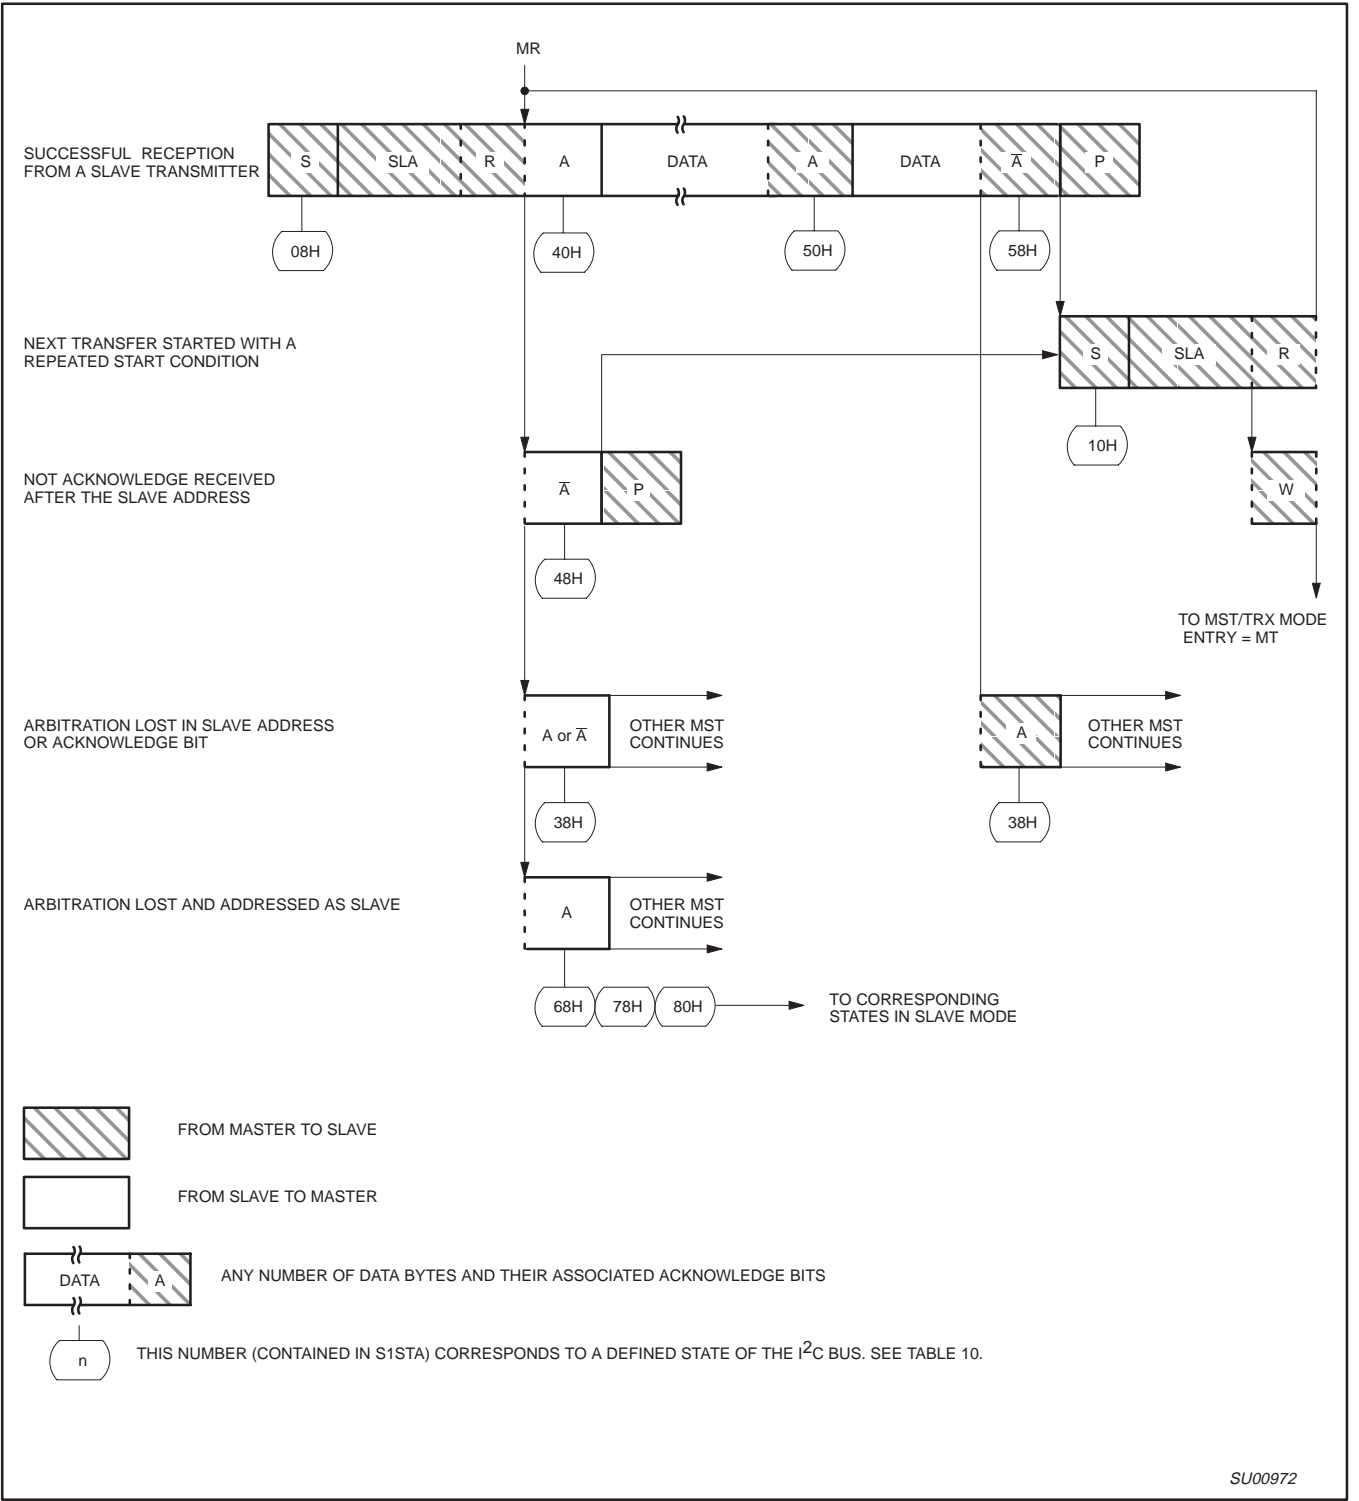 MR
SUCCESSFUL RECEPTION
FROM A SLAVE TRANSMITTER
S SLA R A DATA A DATA A̅ P
08H 40H 50H 58H
NEXT TRANSFER STARTED WITH A
REPEATED START CONDITION
S SLA R
10H
NOT ACKNOWLEDGE RECEIVED
AFTER THE SLAVE ADDRESS
A̅ P W
48H
TO MST/TRX MODE
ENTRY = MT
ARBITRATION LOST IN SLAVE ADDRESS
OR ACKNOWLEDGE BIT
A or A̅
OTHER MST
CONTINUES
A
OTHER MST
CONTINUES
38H 38H
ARBITRATION LOST AND ADDRESSED AS SLAVE
A
OTHER MST
CONTINUES
68H 78H 80H
TO CORRESPONDING
STATES IN SLAVE MODE
FROM MASTER TO SLAVE
FROM SLAVE TO MASTER
DATA A ANY NUMBER OF DATA BYTES AND THEIR ASSOCIATED ACKNOWLEDGE BITS
n THIS NUMBER (CONTAINED IN S1STA) CORRESPONDS TO A DEFINED STATE OF THE I²C BUS. SEE TABLE 10.
SU00972